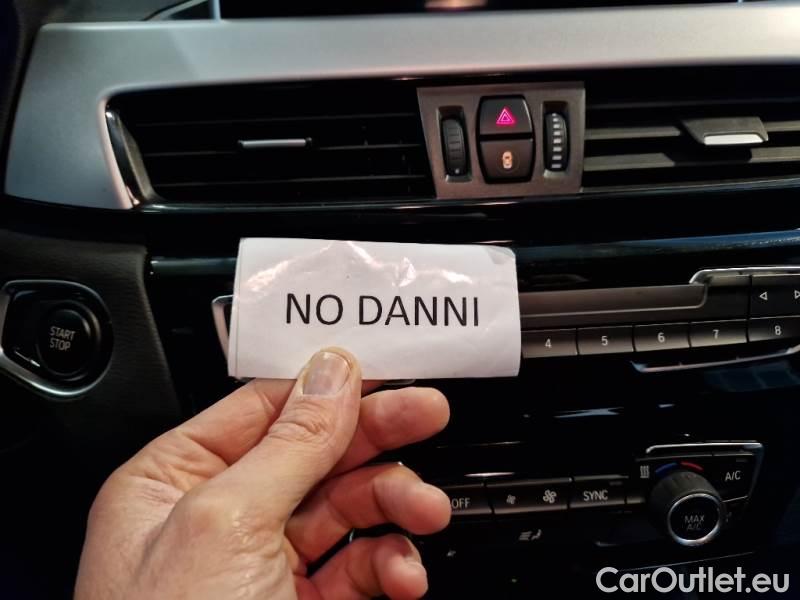 START
STOP
NO DANNI
4 5 6 7 8
OFF
SYNC
A/C
MAX
A/C
CarOutlet.eu